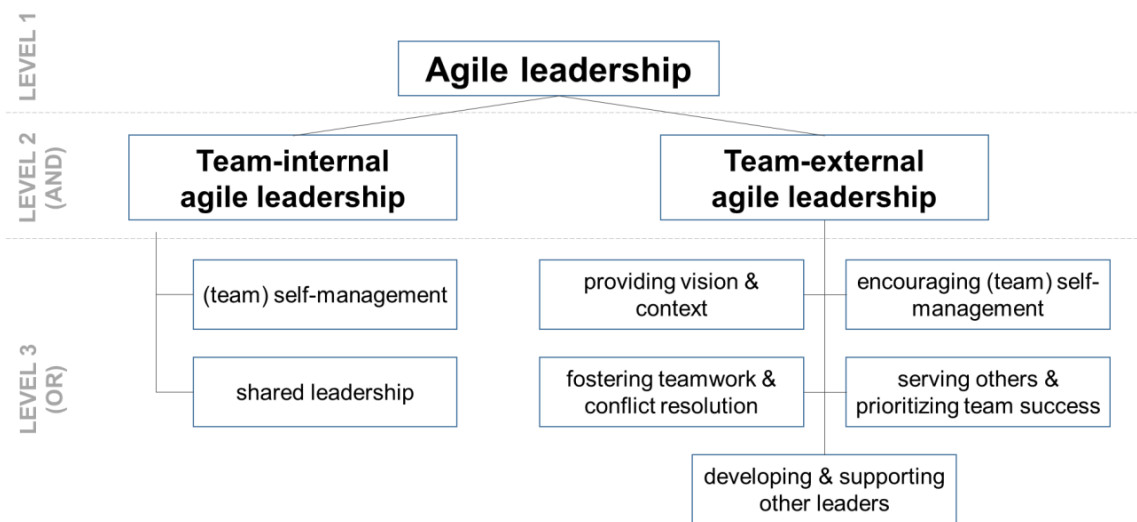 LEVEL 1
Agile leadership
LEVEL 2
(AND)
Team-internal
agile leadership
Team-external
agile leadership
LEVEL 3
(OR)
(team) self-management
shared leadership
providing vision &
context
encouraging (team) self-
management
fostering teamwork &
conflict resolution
serving others &
prioritizing team success
developing & supporting
other leaders